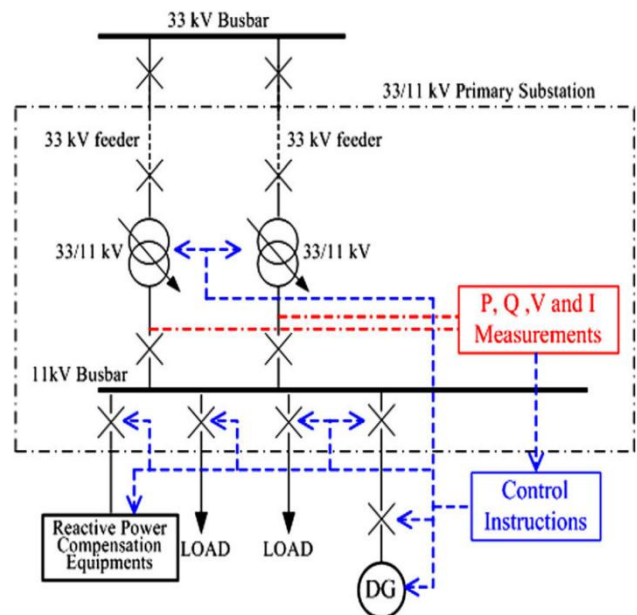 33 kV Busbar
33/11 kV Primary Substation
33 kV feeder
33 kV feeder
33/11 kV
33/11 kV
P, Q ,V and I
Measurements
11kV Busbar
Control
Instructions
Reactive Power
Compensation
Equipments
LOAD
LOAD
DG